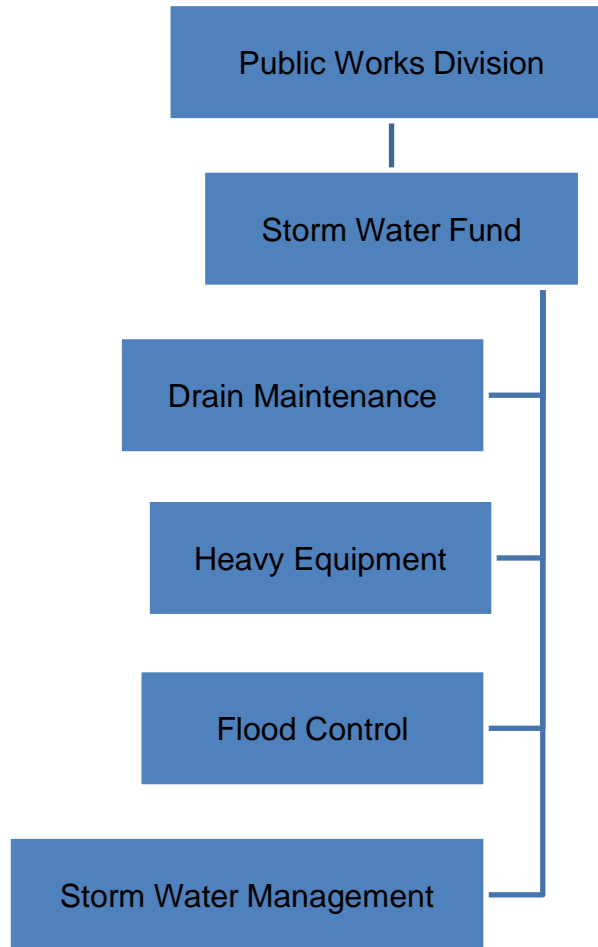 Public Works Division
Storm Water Fund
Drain Maintenance
Heavy Equipment
Flood Control
Storm Water Management